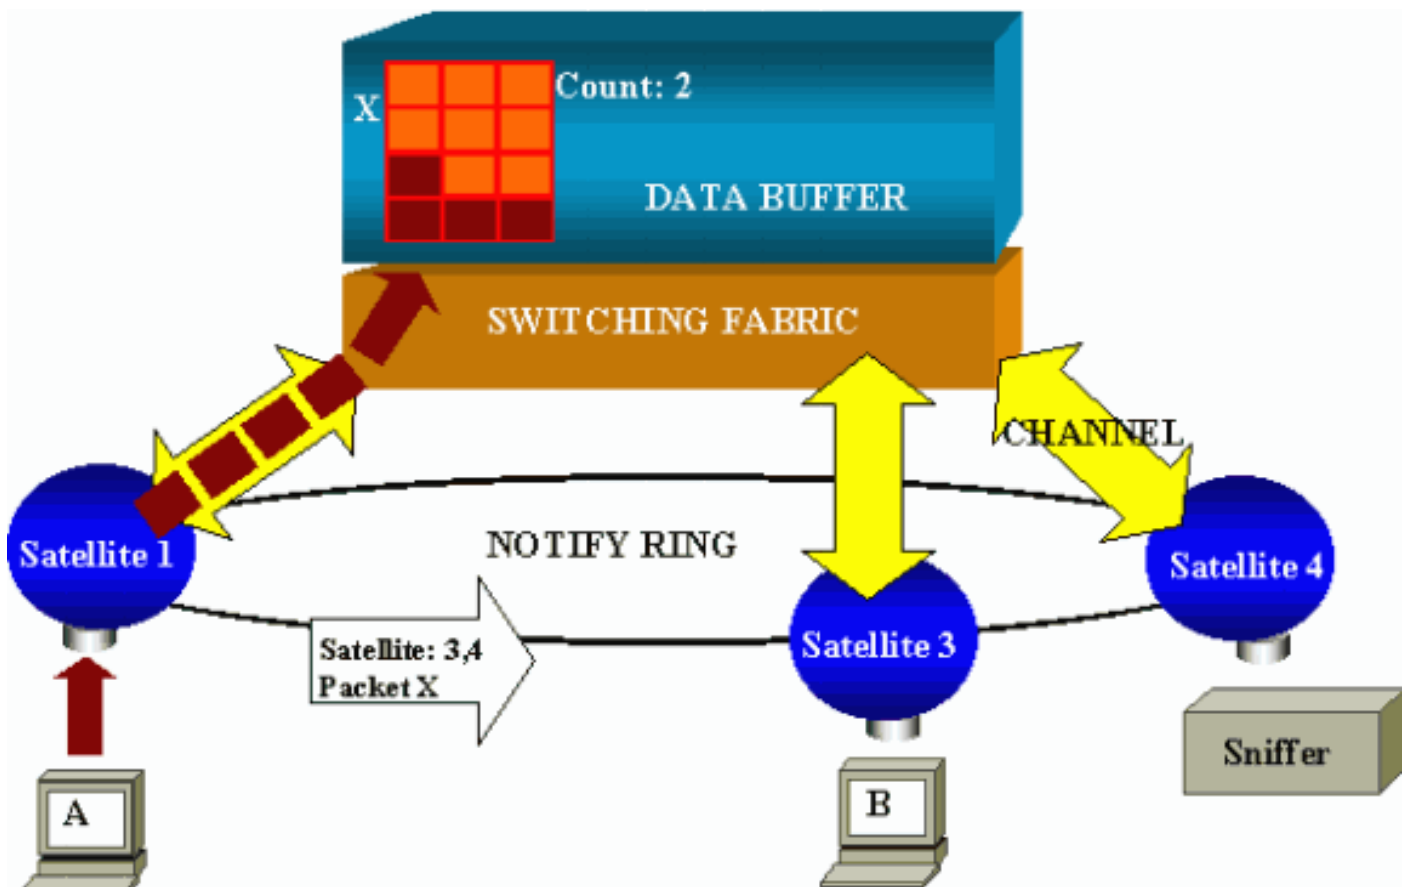 Count: 2
X
DATA BUFFER
SWITCHING FABRIC
CHANNEL
NOTIFY RING
Satellite 1
Satellite 4
Satellite: 3,4
Packet X
Satellite 3
Sniffer
A
B